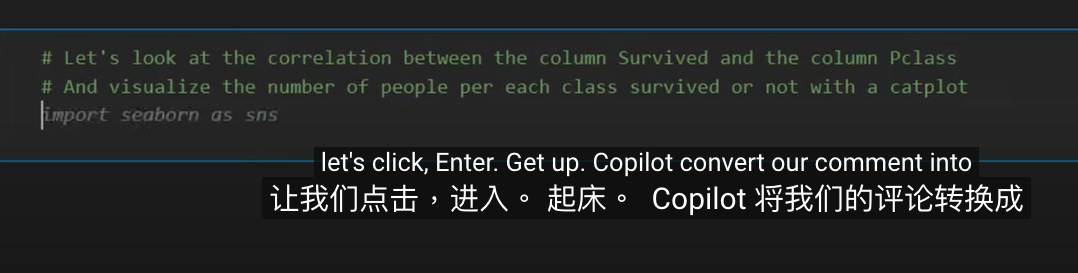 # Let's look at the correlation between the column Survived and the column Pclass
# And visualize the number of people per each class survived or not with a catplot
import seaborn as sns
let's click, Enter. Get up. Copilot convert our comment into
让我们点击，进入。 起床。 Copilot 将我们的评论转换成